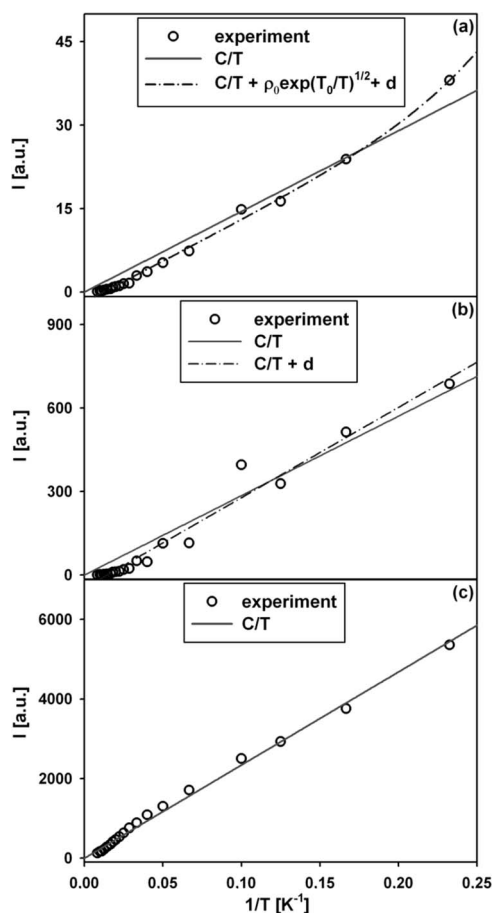 (a)
experiment
C/T
C/T + ρ₀exp(T₀/T)^1/2 + d
45
30
15
0
I [a.u.]
(b)
experiment
C/T
C/T + d
900
600
300
0
I [a.u.]
(c)
experiment
C/T
6000
4000
2000
0
I [a.u.]
0.00 0.05 0.10 0.15 0.20 0.25
1/T [K⁻¹]